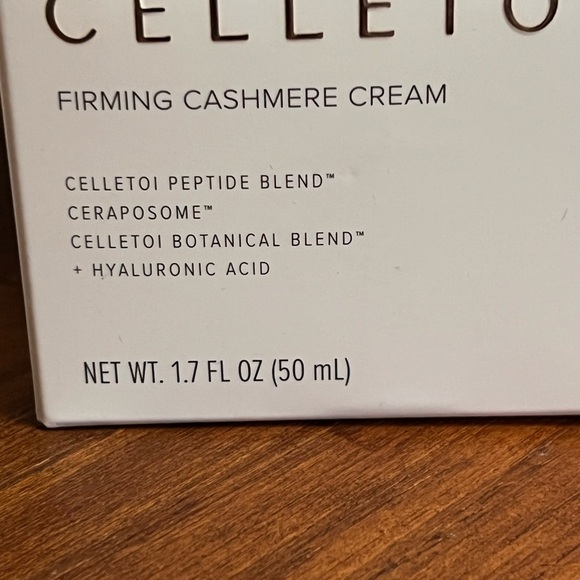 CELLETO
FIRMING CASHMERE CREAM
CELLETOI PEPTIDE BLEND™
CERAPOSOME™
CELLETOI BOTANICAL BLEND™
+ HYALURONIC ACID
NET WT. 1.7 FL OZ (50 mL)